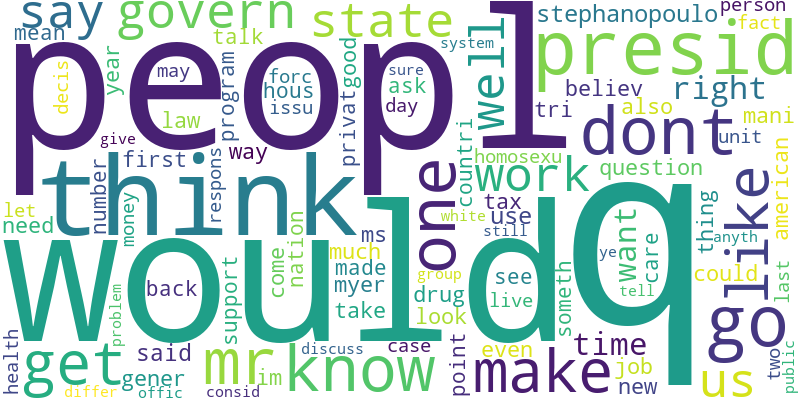 say
govern
state
stephanopoulo
person
fact
mean
talk
system
presid
peopl
decis
year
may
forc
hous
issu
program
good
privat
sure
ask
day
well
believ
right
tri
also
mani
law
dont
unit
give
first
way
respons
number
think
countri
homosexu
work
question
american
one
like
let
need
money
nation
come
ms
much
made
myer
tax
use
white
still
want
care
thing
anyth
would
q
back
support
take
group
drug
look
see
live
someth
ye
tell
could
last
go
problem
health
get
said
gener
differ
offic
mr
im
consid
discuss
know
case
point
even
make
time
job
new
us
two
public